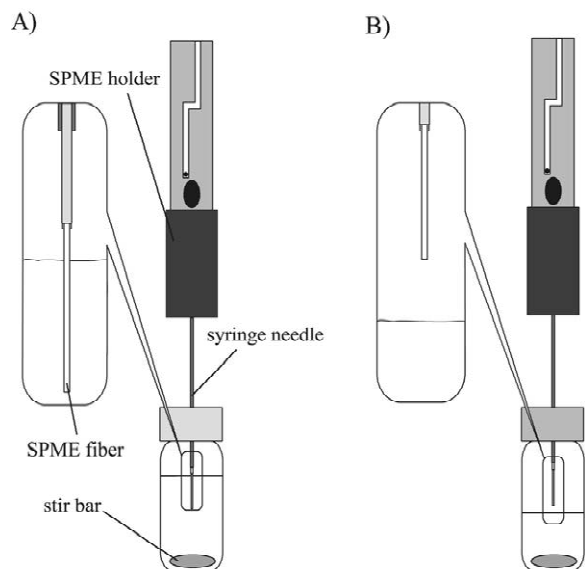 A)
B)
SPME holder
syringe needle
SPME fiber
stir bar